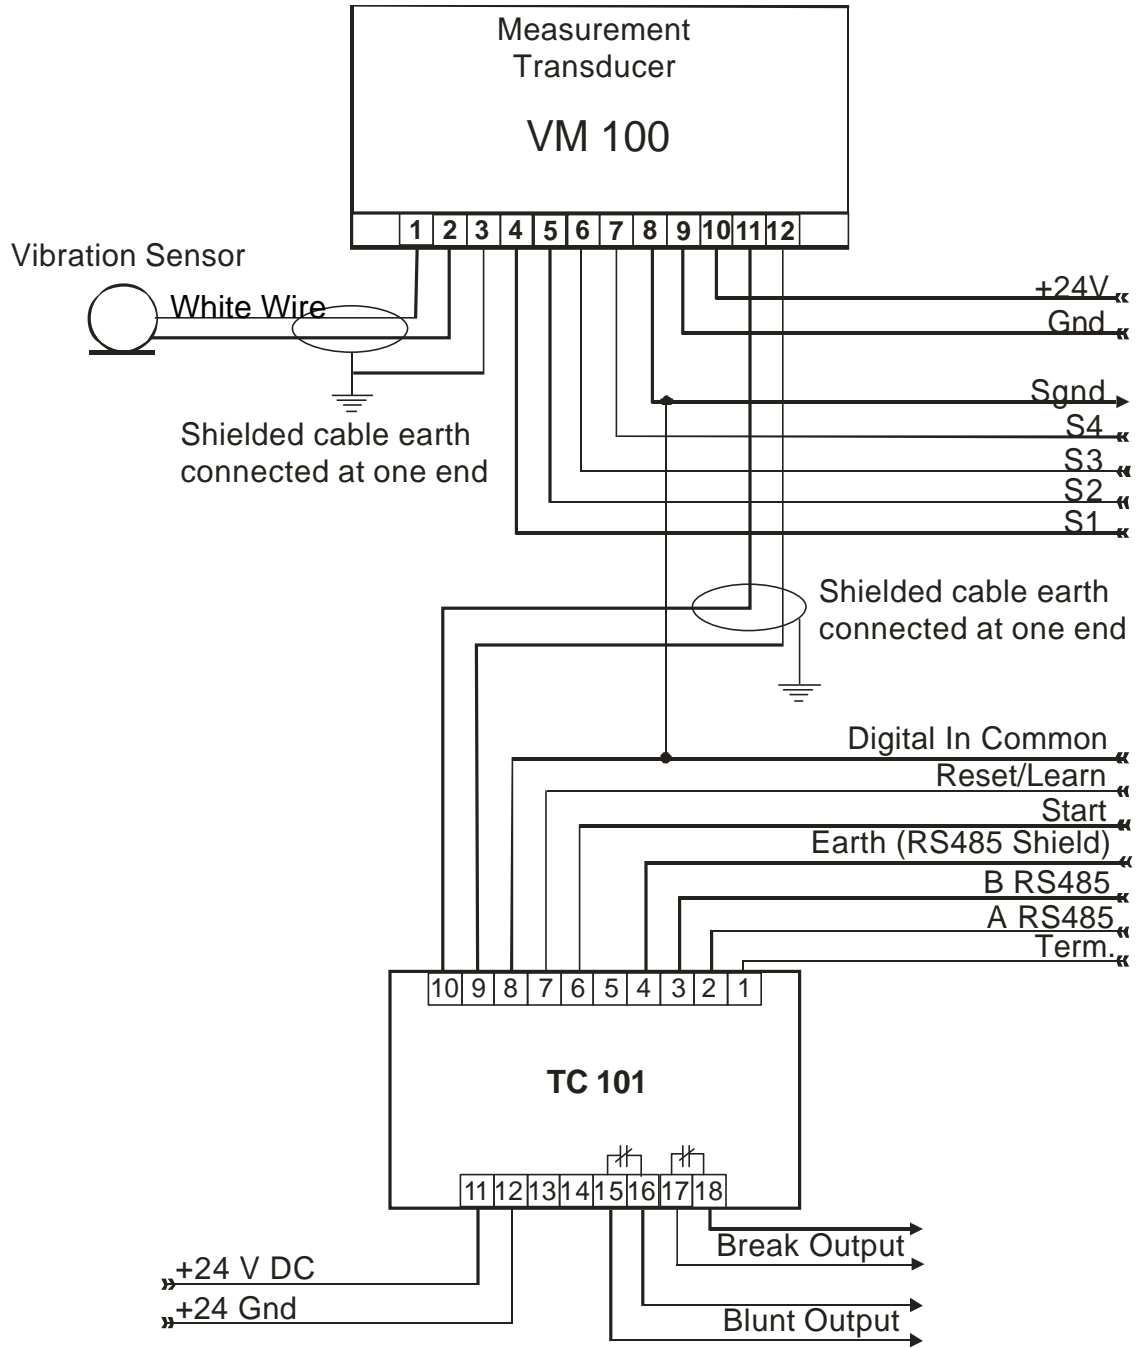 Measurement
Transducer
VM 100
1 2 3 4 5 6 7 8 9 10 11 12
Vibration Sensor
White Wire
+24V
Gnd
Sgnd
S4
S3
S2
S1
Shielded cable earth
connected at one end
Shielded cable earth
connected at one end
Digital In Common
Reset/Learn
Start
Earth (RS485 Shield)
B RS485
A RS485
Term.
10 9 8 7 6 5 4 3 2 1
TC 101
11 12 13 14 15 16 17 18
Break Output
+24 V DC
+24 Gnd
Blunt Output